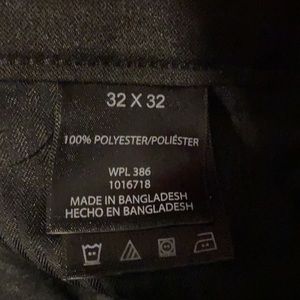 32 X 32
100% POLYESTER/POLIÉSTER
WPL 386
1016718
MADE IN BANGLADESH
HECHO EN BANGLADESH